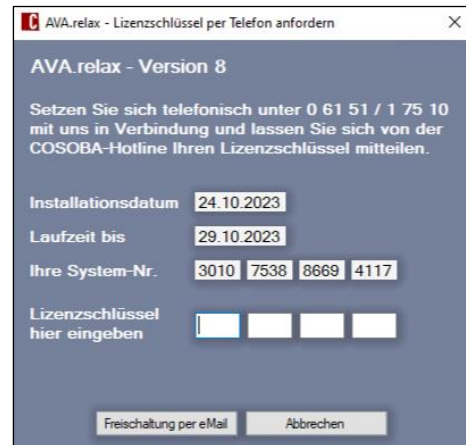 C AVA.relax - Lizenzschlüssel per Telefon anfordern
AVA.relax - Version 8
Setzen Sie sich telefonisch unter 0 61 51 / 1 75 10
mit uns in Verbindung und lassen Sie sich von der
COSOBA-Hotline Ihren Lizenzschlüssel mitteilen.
Installationsdatum 24.10.2023
Laufzeit bis 29.10.2023
Ihre System-Nr. 3010 7538 8669 4117
Lizenzschlüssel
hier eingeben
Freischaltung per eMail Abbrechen